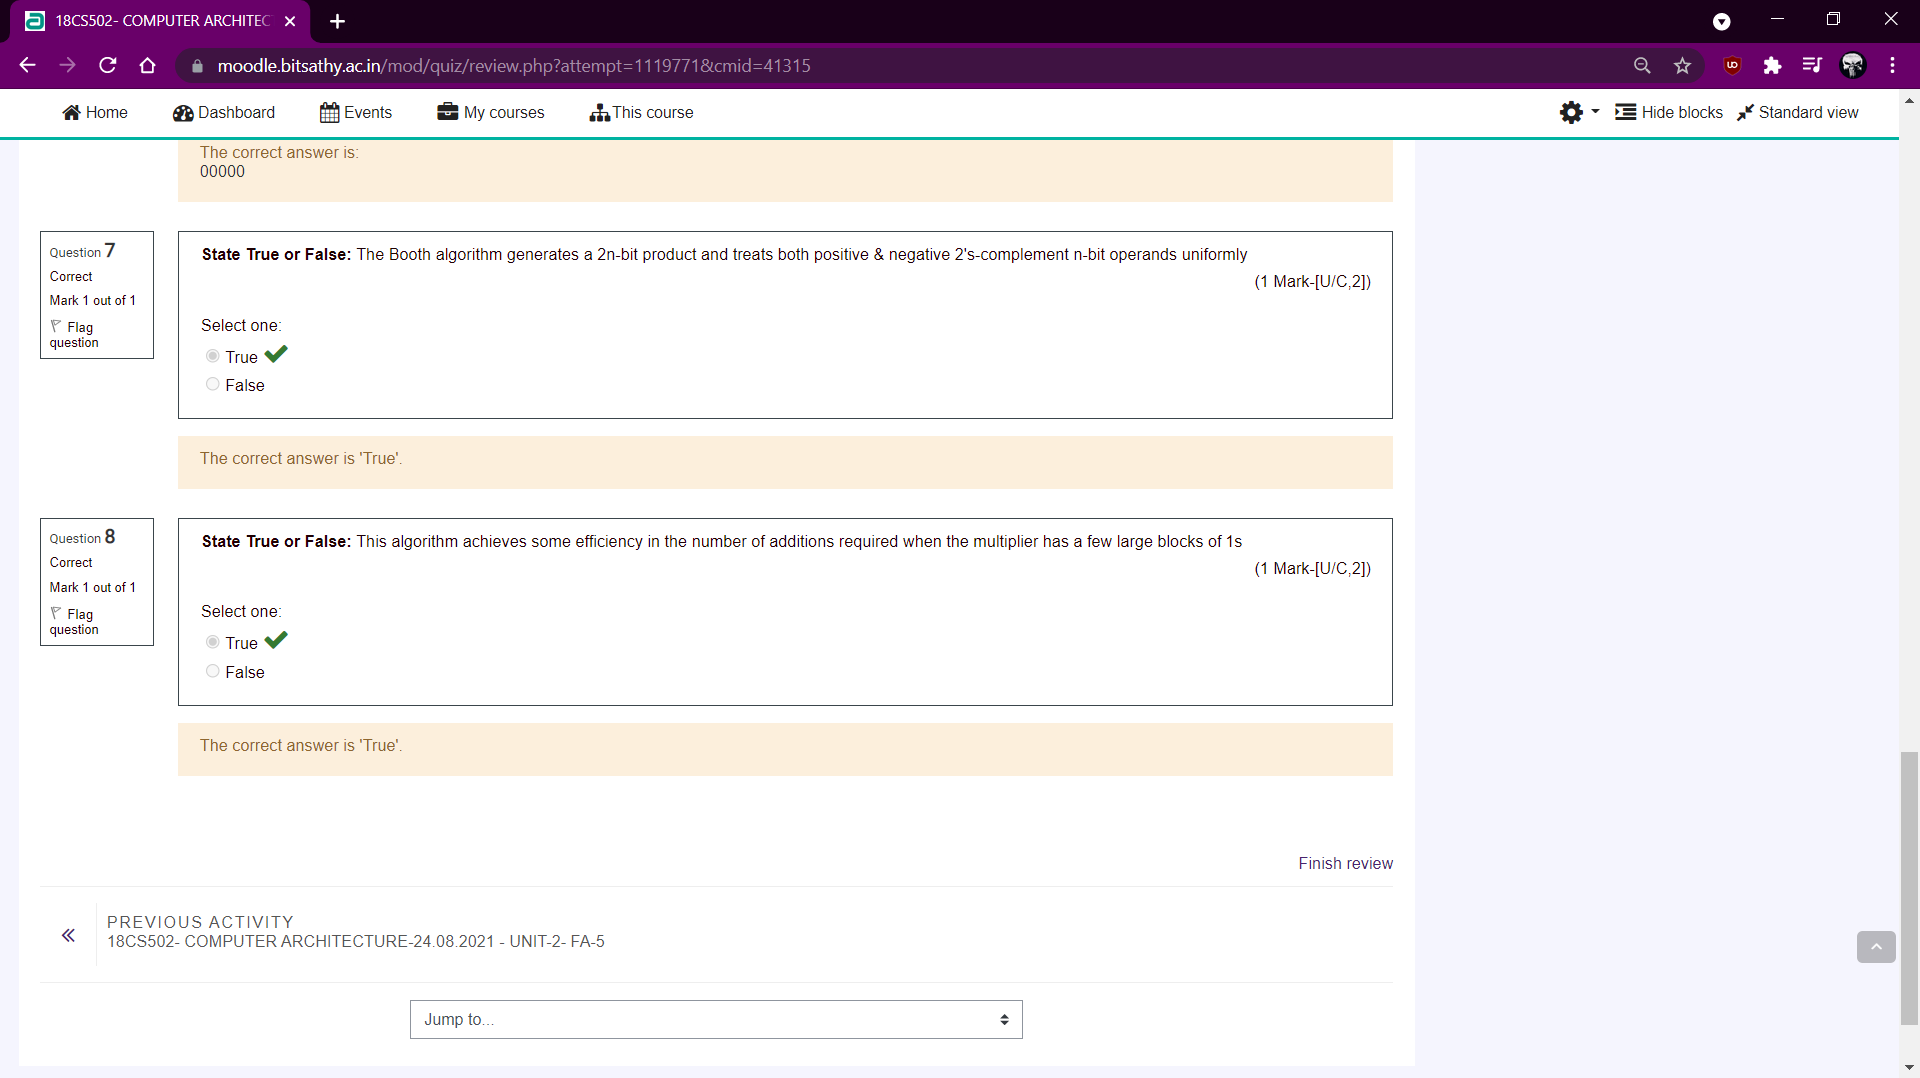 18CS502- COMPUTER ARCHITEC
moodle.bitsathy.ac.in/mod/quiz/review.php?attempt=1119771&cmid=41315
Home Dashboard Events My courses This course Hide blocks Standard view
The correct answer is:
00000
Question 7
Correct
Mark 1 out of 1
Flag
question
State True or False: The Booth algorithm generates a 2n-bit product and treats both positive & negative 2's-complement n-bit operands uniformly
(1 Mark-[U/C,2])
Select one:
True
False
The correct answer is 'True'.
Question 8
Correct
Mark 1 out of 1
Flag
question
State True or False: This algorithm achieves some efficiency in the number of additions required when the multiplier has a few large blocks of 1s
(1 Mark-[U/C,2])
Select one:
True
False
The correct answer is 'True'.
Finish review
PREVIOUS ACTIVITY
18CS502- COMPUTER ARCHITECTURE-24.08.2021 - UNIT-2- FA-5
Jump to...